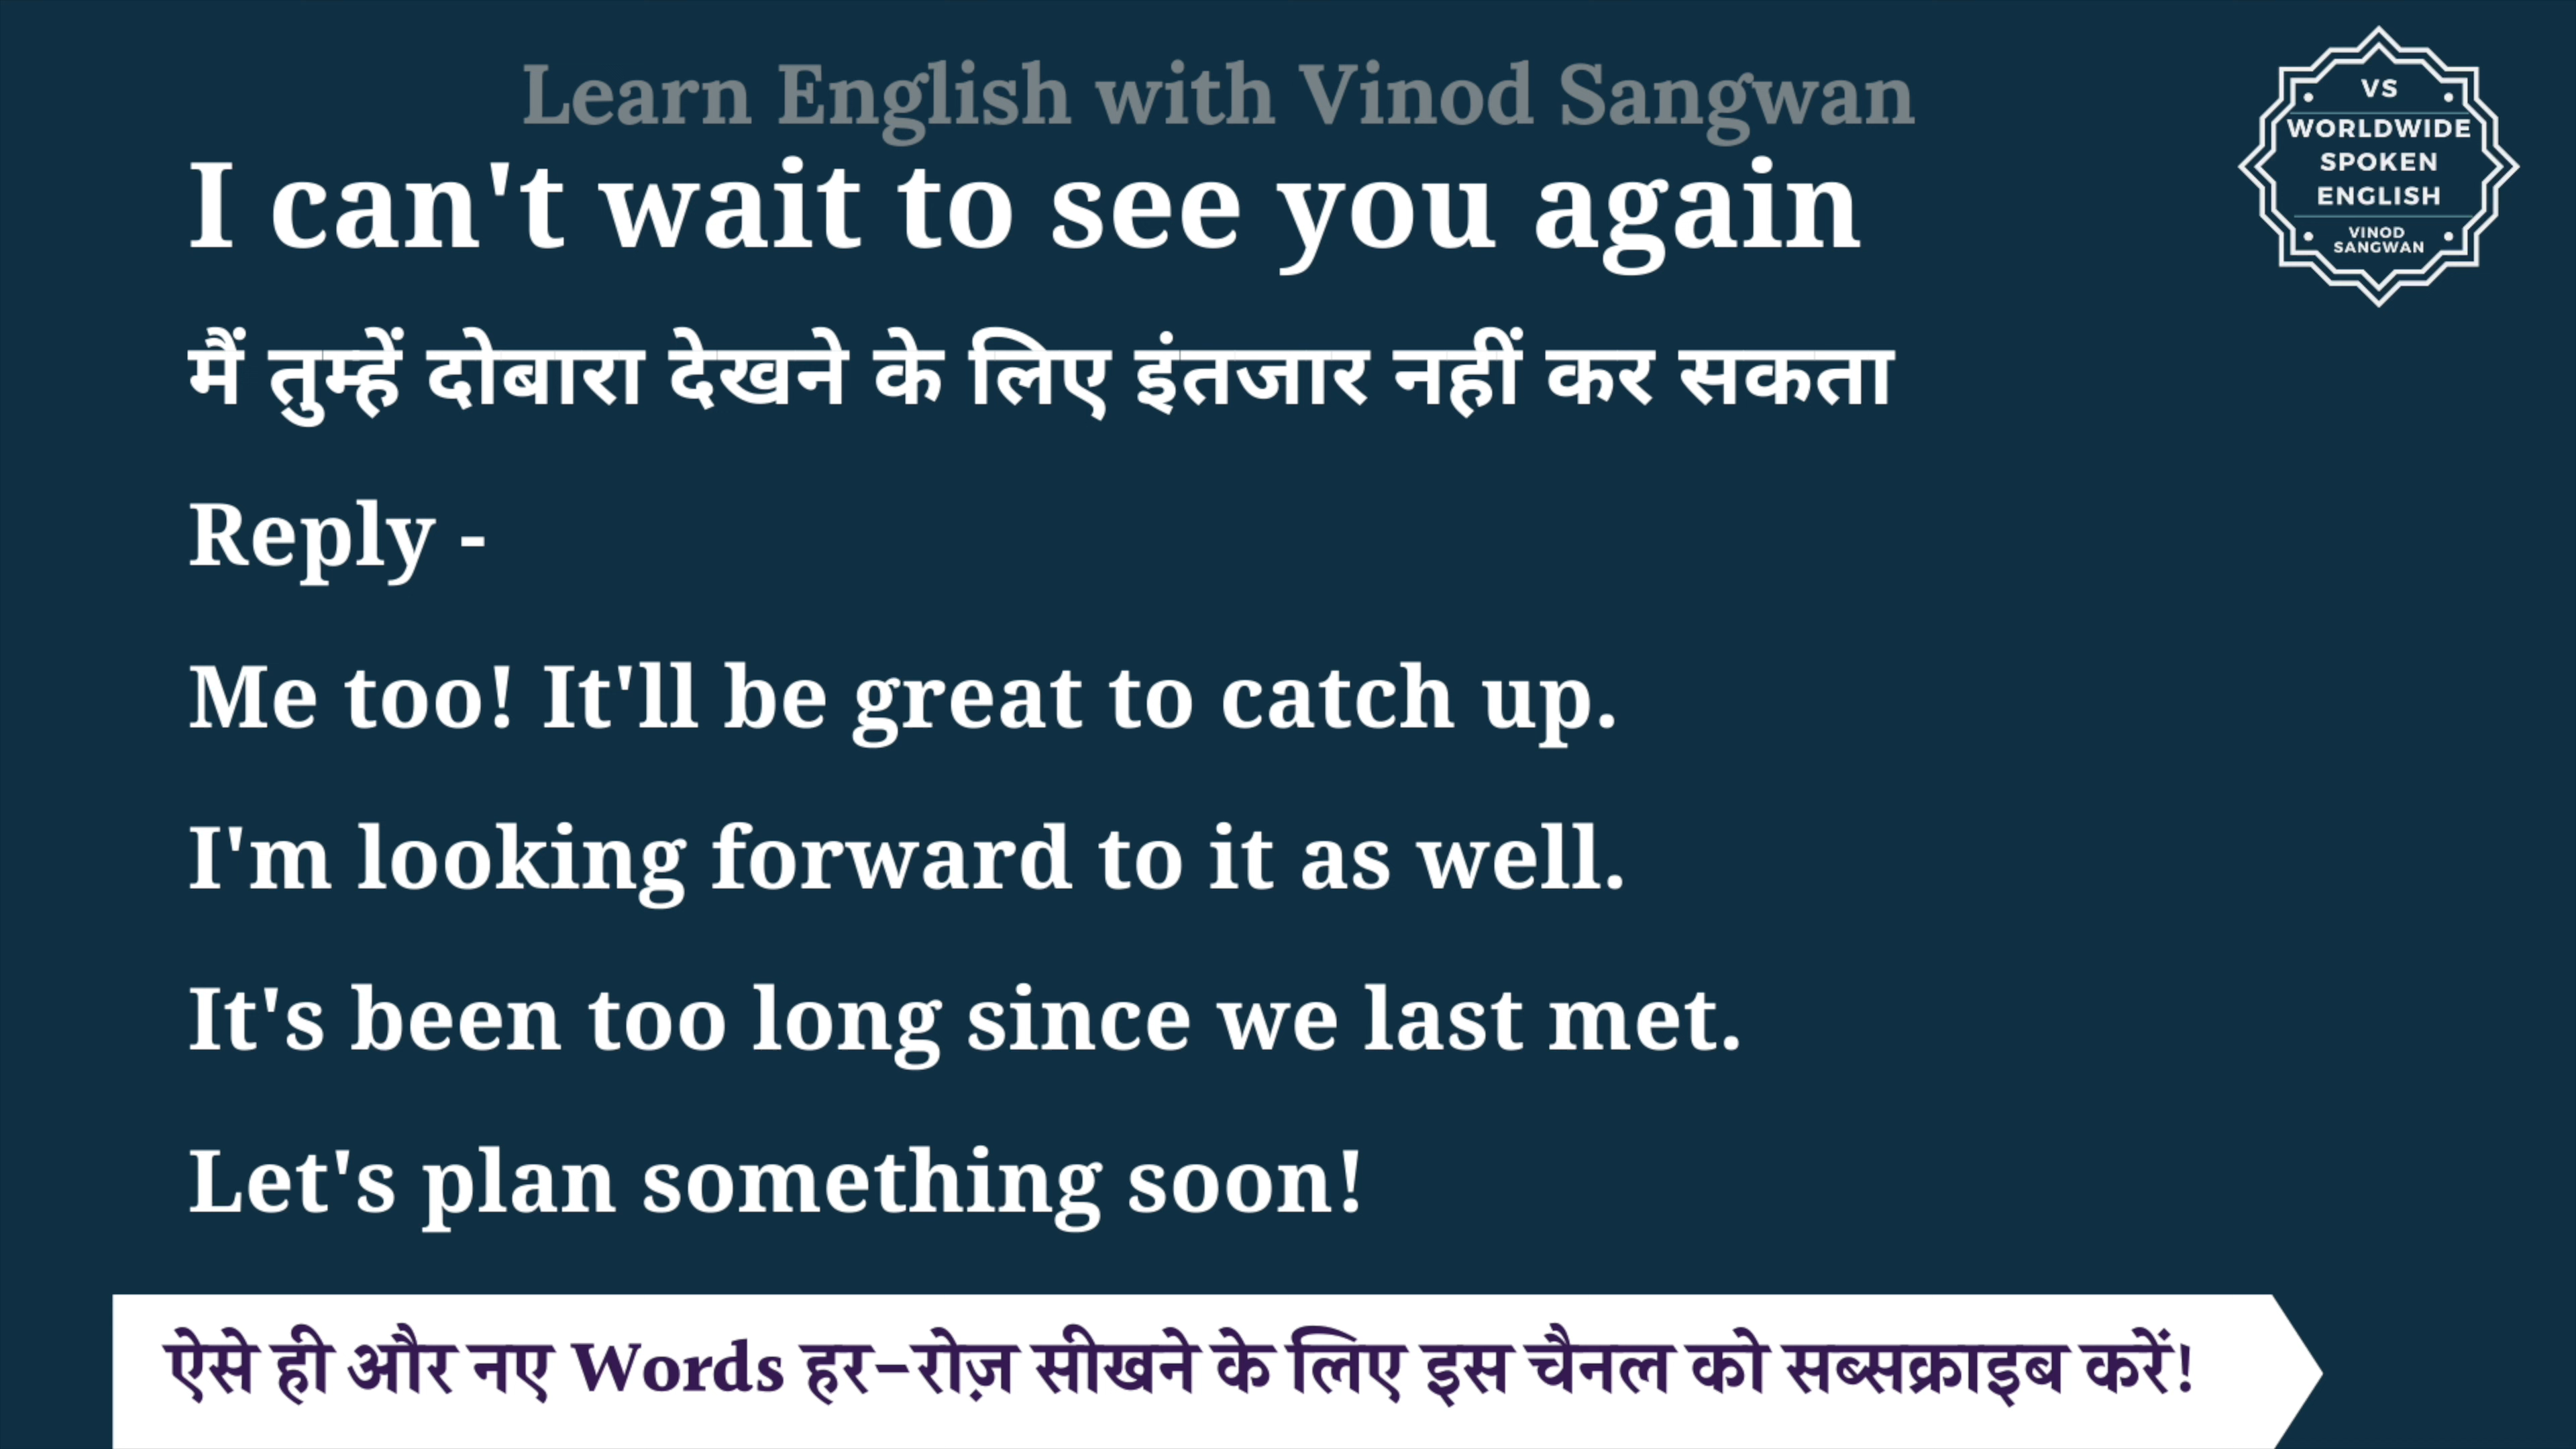 Learn English with Vinod Sangwan
VS
WORLDWIDE
SPOKEN
ENGLISH
VINOD
SANGWAN
I can't wait to see you again
मैं तुम्हें दोबारा देखने के लिए इंतजार नहीं कर सकता
Reply -
Me too! It'll be great to catch up.
I'm looking forward to it as well.
It's been too long since we last met.
Let's plan something soon!
ऐसे ही और नए Words हर-रोज़ सीखने के लिए इस चैनल को सब्सक्राइब करें!